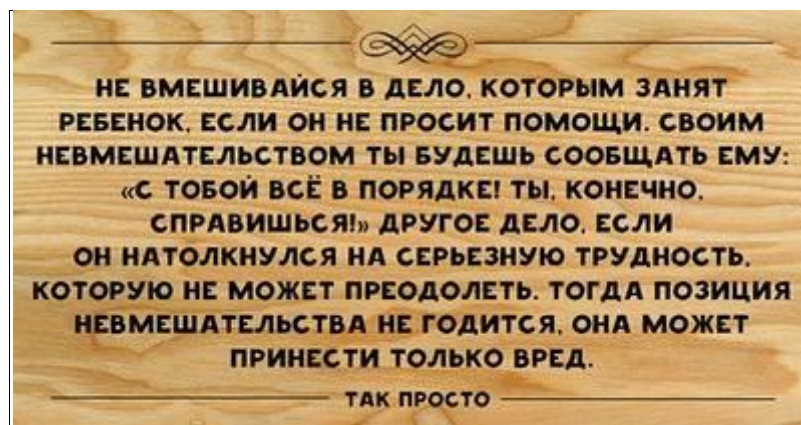 НЕ ВМЕШИВАЙСЯ В ДЕЛО, КОТОРЫМ ЗАНЯТ
РЕБЕНОК, ЕСЛИ ОН НЕ ПРОСИТ ПОМОЩИ. СВОИМ
НЕВМЕШАТЕЛЬСТВОМ ТЫ БУДЕШЬ СООБЩАТЬ ЕМУ:
«С ТОБОЙ ВСЁ В ПОРЯДКЕ! ТЫ, КОНЕЧНО,
СПРАВИШЬСЯ!» ДРУГОЕ ДЕЛО, ЕСЛИ
ОН НАТОЛКНУЛСЯ НА СЕРЬЕЗНУЮ ТРУДНОСТЬ,
КОТОРУЮ НЕ МОЖЕТ ПРЕОДОЛЕТЬ. ТОГДА ПОЗИЦИЯ
НЕВМЕШАТЕЛЬСТВА НЕ ГОДИТСЯ, ОНА МОЖЕТ
ПРИНЕСТИ ТОЛЬКО ВРЕД.
ТАК ПРОСТО